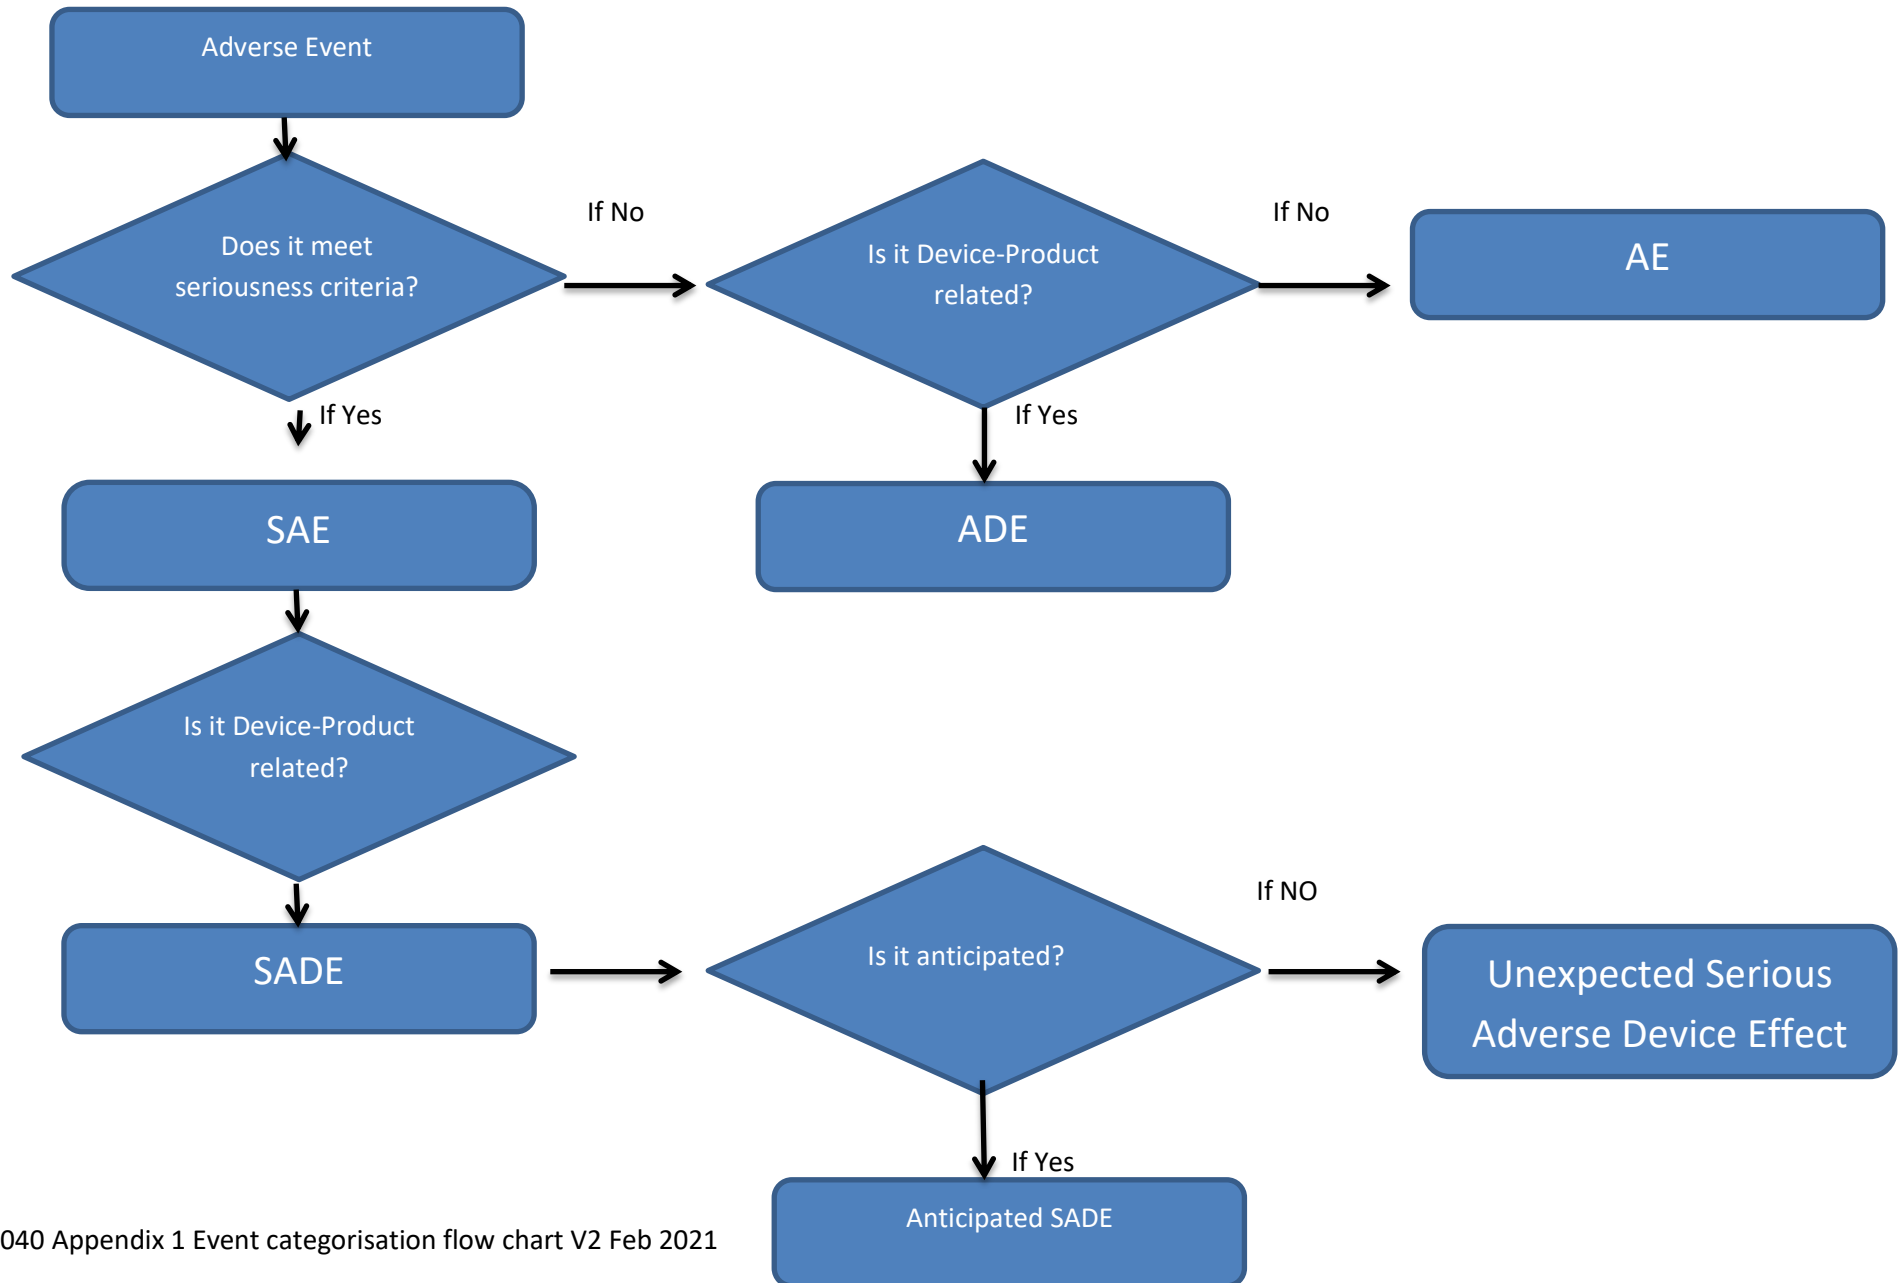 Adverse Event
Does it meet
seriousness criteria?
If No
Is it Device-Product
related?
If No
AE
If Yes
If Yes
SAE
ADE
Is it Device-Product
related?
SADE
Is it anticipated?
If NO
Unexpected Serious
Adverse Device Effect
If Yes
Anticipated SADE
040 Appendix 1 Event categorisation flow chart V2 Feb 2021